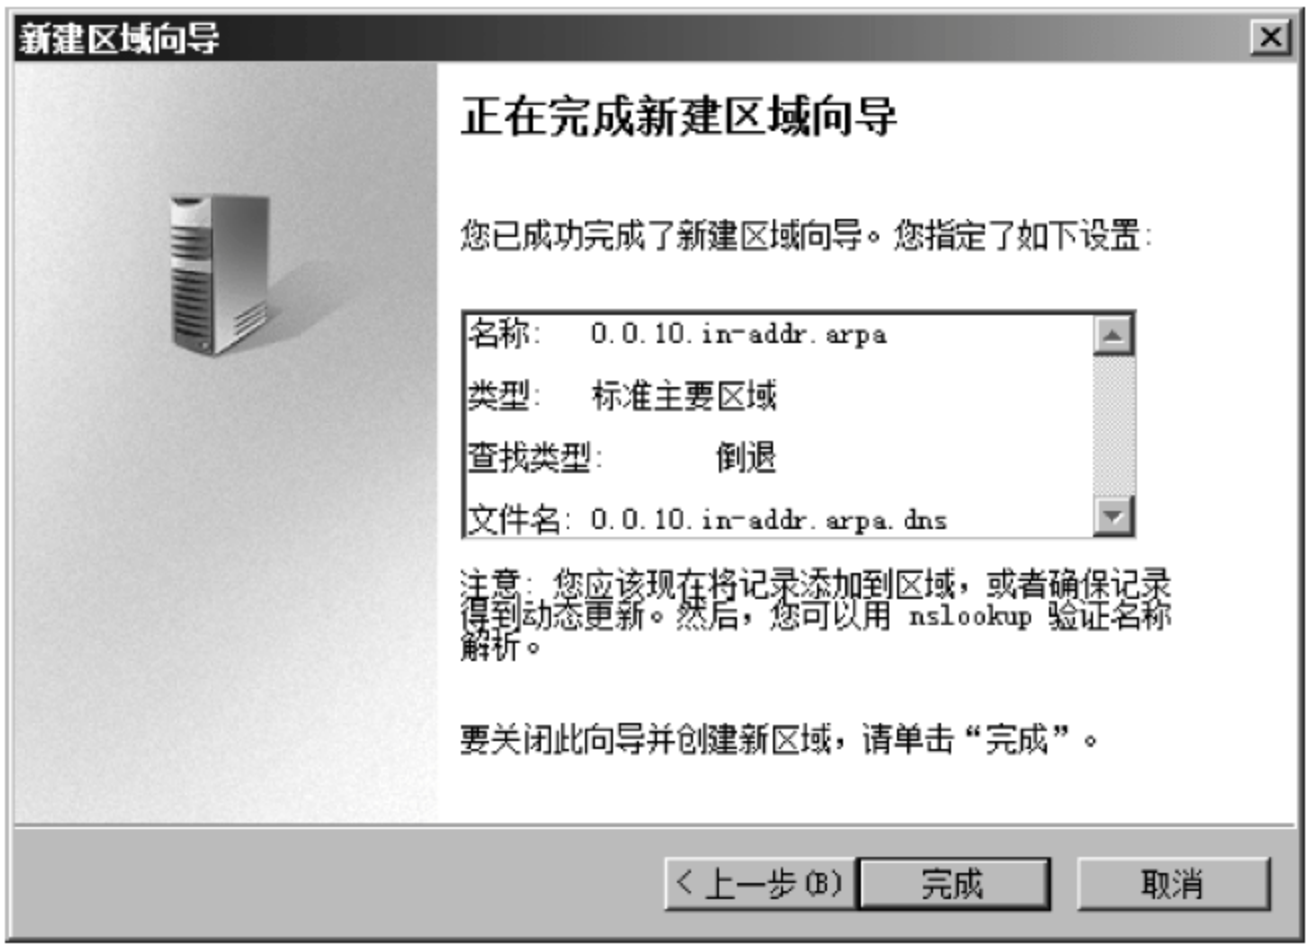 新建区域向导
正在完成新建区域向导
您已成功完成了新建区域向导。您指定了如下设置:
名称: 0.0.10.in-addr.arpa
类型: 标准主要区域
查找类型: 倒退
文件名: 0.0.10.in-addr.arpa.dns
注意: 您应该现在将记录添加到区域，或者确保记录
得到动态更新。然后，您可以用 nslookup 验证名称
解析。
要关闭此向导并创建新区域，请单击“完成”。
< 上一步(B) 完成 取消